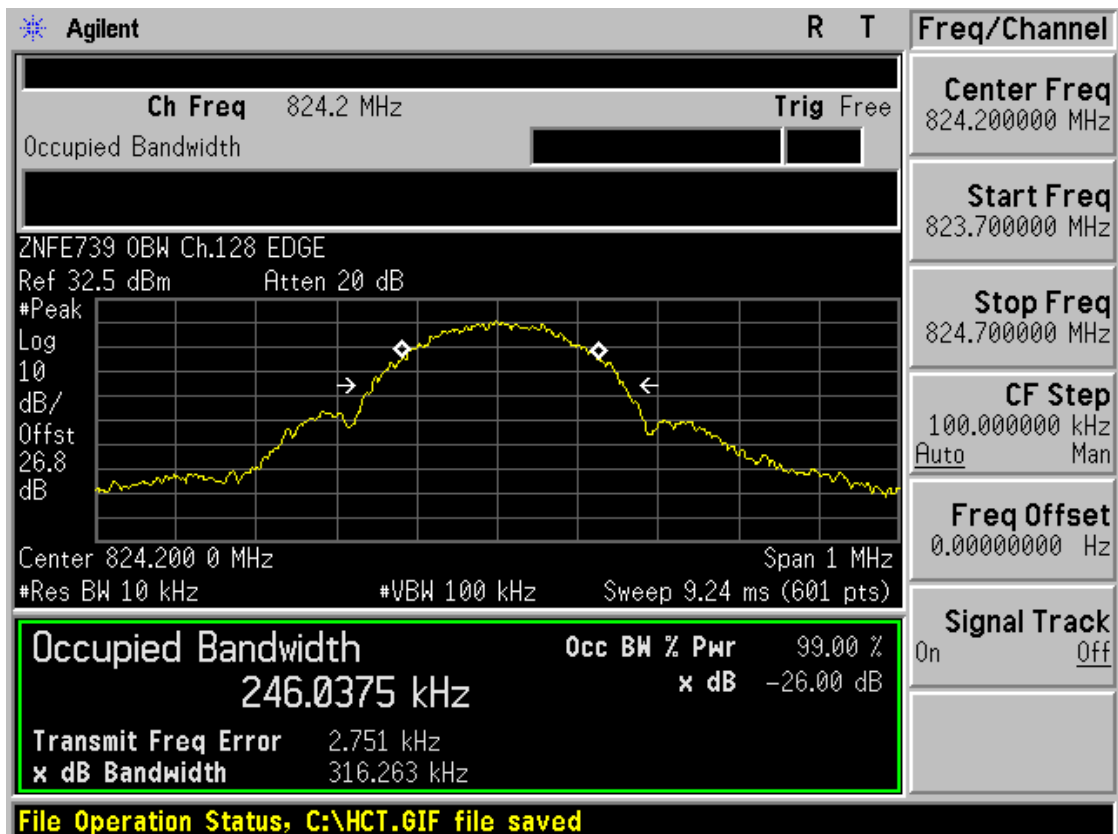 Agilent R T
Ch Freq 824.2 MHz Trig Free
Occupied Bandwidth
ZNFE739 OBW Ch.128 EDGE
Ref 32.5 dBm Atten 20 dB
#Peak
Log
10
dB/
Offst
26.8
dB
Center 824.200 0 MHz Span 1 MHz
#Res BW 10 kHz #VBW 100 kHz Sweep 9.24 ms (601 pts)
Occupied Bandwidth
246.0375 kHz
Occ BW % Pwr 99.00 %
x dB -26.00 dB
Transmit Freq Error 2.751 kHz
x dB Bandwidth 316.263 kHz
File Operation Status, C:\HCT.GIF file saved
Freq/Channel
Center Freq
824.200000 MHz
Start Freq
823.700000 MHz
Stop Freq
824.700000 MHz
CF Step
100.000000 kHz
Auto Man
Freq Offset
0.00000000 Hz
Signal Track
On Off